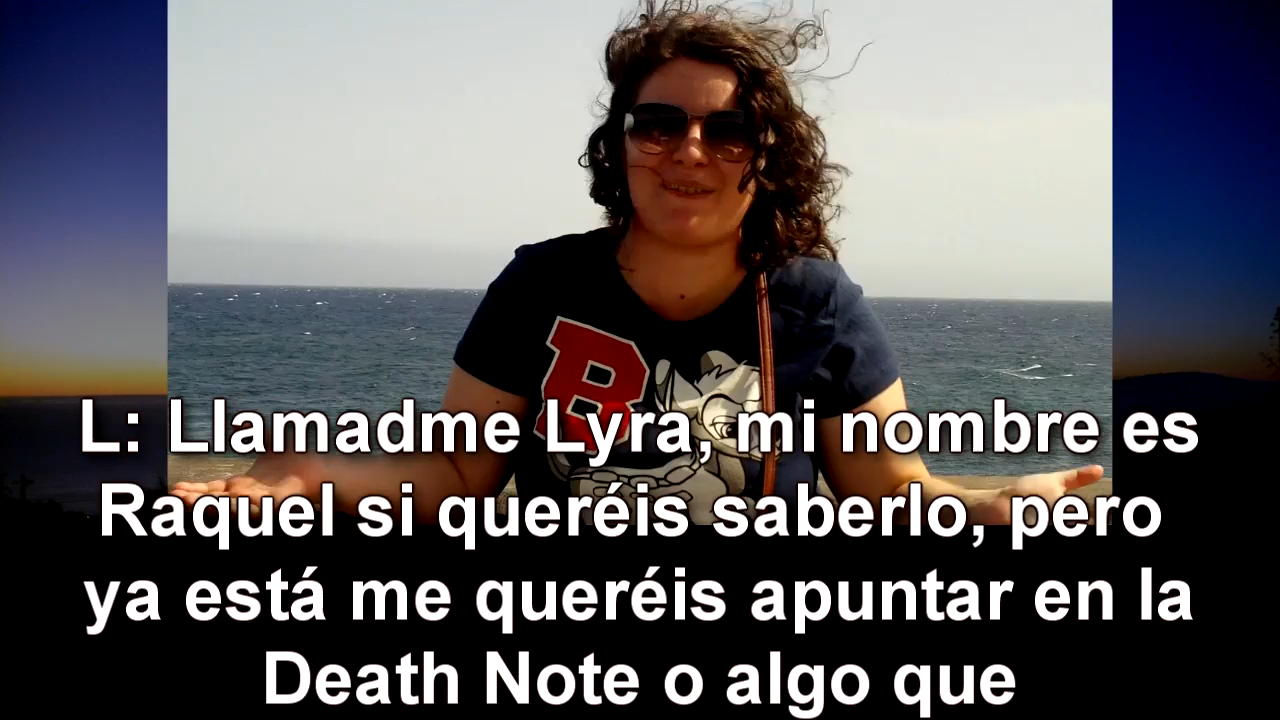 B
L: Llamadme Lyra, mi nombre es
Raquel si queréis saberlo, pero
ya está me queréis apuntar en la
Death Note o algo que